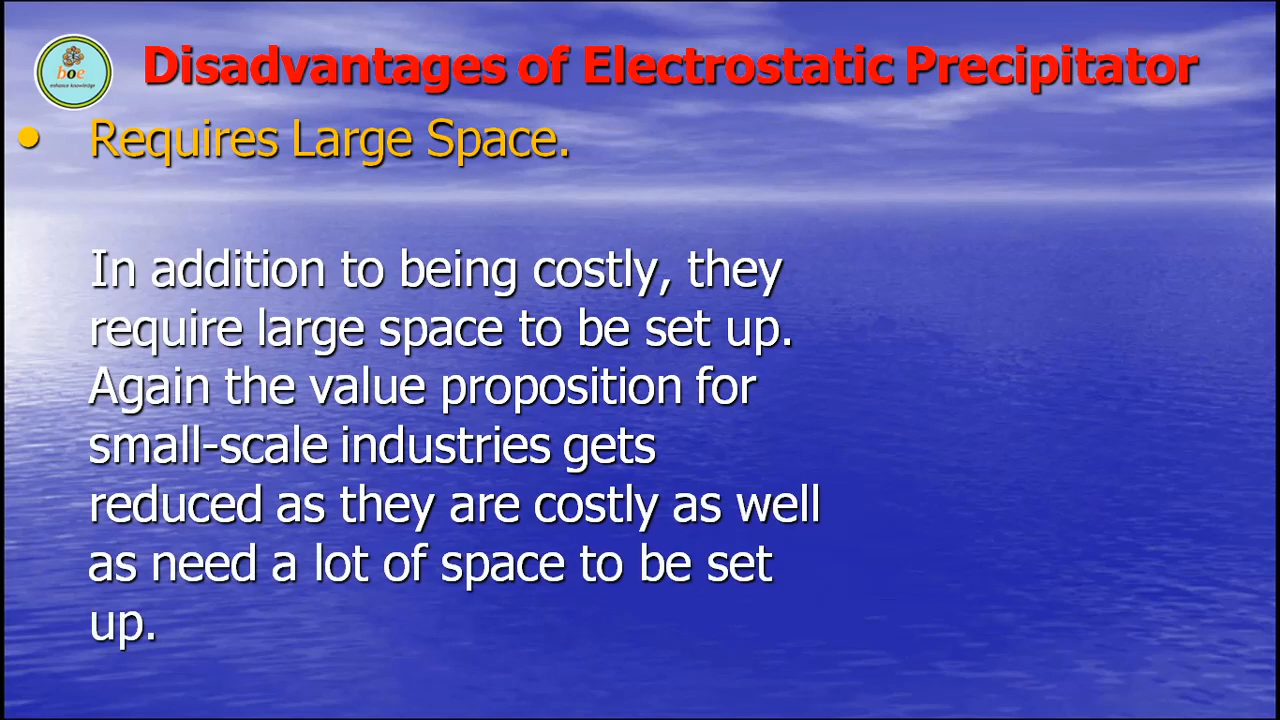 Disadvantages of Electrostatic Precipitator
boe
enhance knowledge
• Requires Large Space.
In addition to being costly, they
require large space to be set up.
Again the value proposition for
small-scale industries gets
reduced as they are costly as well
as need a lot of space to be set
up.